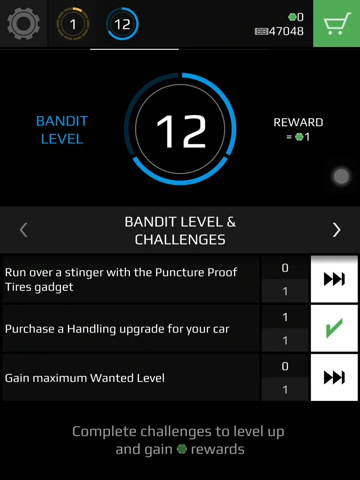 1
12
0
47048
BANDIT
LEVEL
12
REWARD
= 1
BANDIT LEVEL &
CHALLENGES
Run over a stinger with the Puncture Proof
Tires gadget
0
1
Purchase a Handling upgrade for your car
1
1
Gain maximum Wanted Level
0
1
Complete challenges to level up
and gain rewards